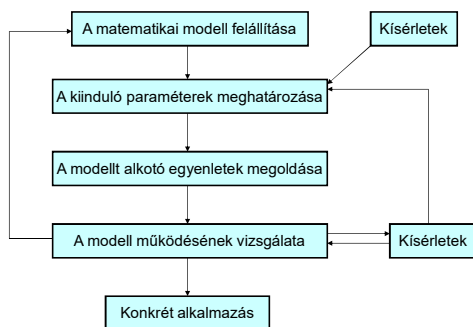 A matematikai modell felállítása
Kísérletek
A kiinduló paraméterek meghatározása
A modellt alkotó egyenletek megoldása
A modell működésének vizsgálata
Kísérletek
Konkrét alkalmazás